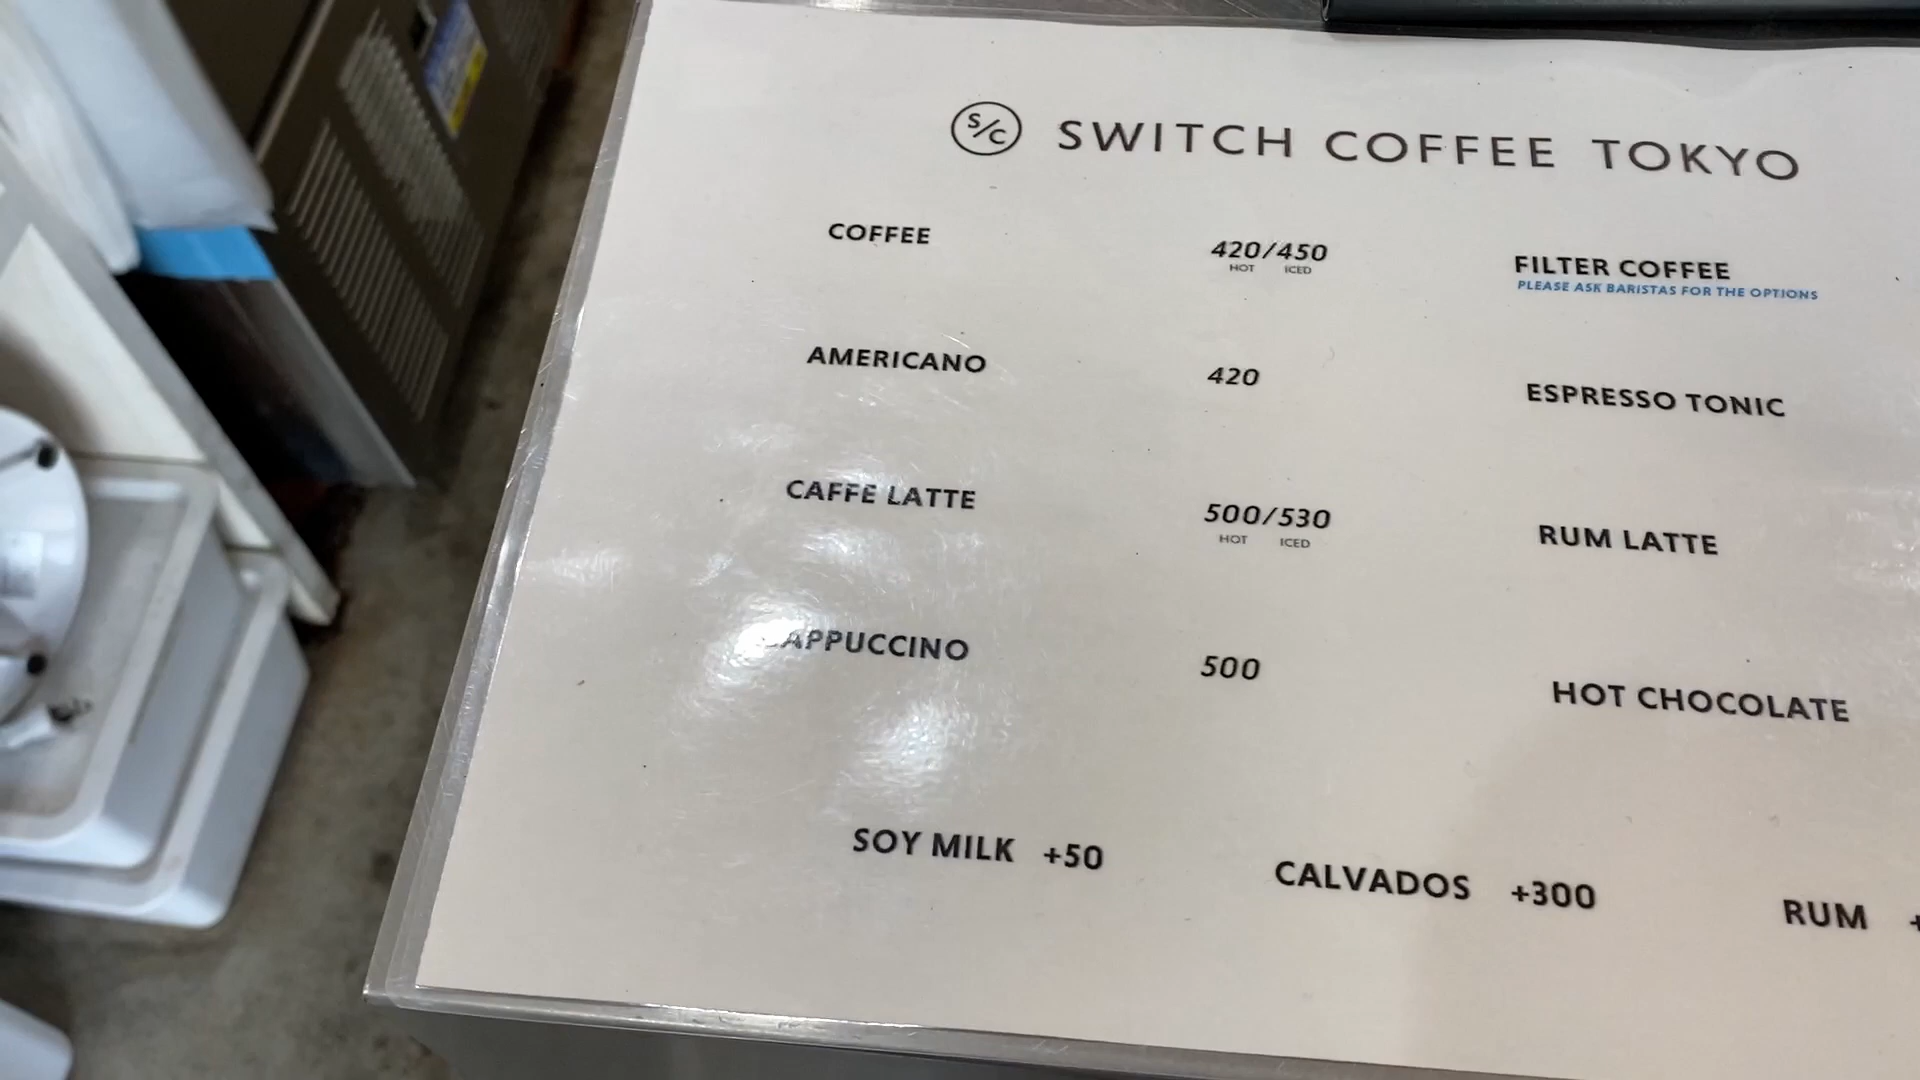 S/C SWITCH COFFEE TOKYO
COFFEE 420/450
HOT ICED
AMERICANO 420
CAFFE LATTE 500/530
HOT ICED
CAPPUCCINO 500
FILTER COFFEE
PLEASE ASK BARISTAS FOR THE OPTIONS
ESPRESSO TONIC
RUM LATTE
HOT CHOCOLATE
SOY MILK +50 CALVADOS +300 RUM +